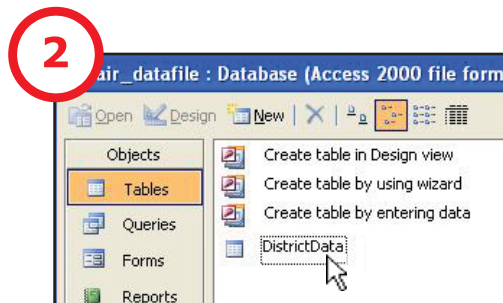 2
air_datafile : Database (Access 2000 file form
Open Design New
Objects
Tables
Queries
Forms
Reports
Create table in Design view
Create table by using wizard
Create table by entering data
DistrictData